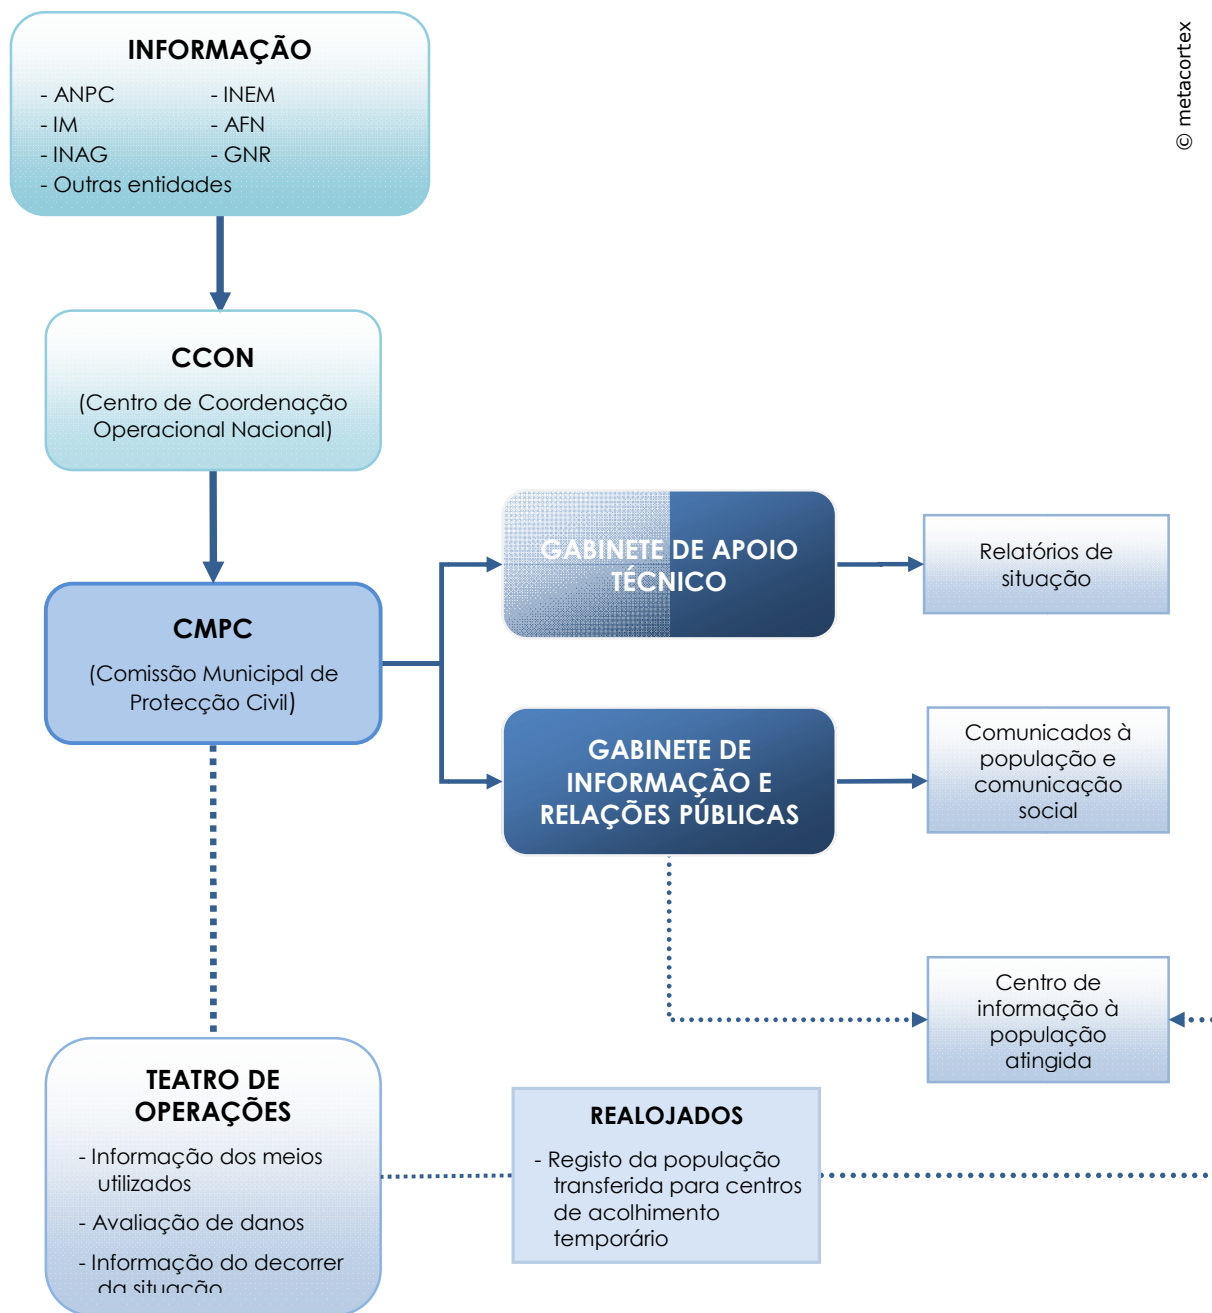 INFORMAÇÃO
- ANPC
- INEM
- IM
- AFN
- INAG
- GNR
- Outras entidades
© metacortex
CCON
(Centro de Coordenação
Operacional Nacional)
CMPC
(Comissão Municipal de
Protecção Civil)
GABINETE DE APOIO
TÉCNICO
Relatórios de
situação
GABINETE DE
INFORMAÇÃO E
RELAÇÕES PÚBLICAS
Comunicados à
população e
comunicação
social
Centro de
informação à
população
atingida
TEATRO DE
OPERAÇÕES
- Informação dos meios
utilizados
- Avaliação de danos
- Informação do decorrer
da situação
REALOJADOS
- Registo da população
transferida para centros
de acolhimento
temporário